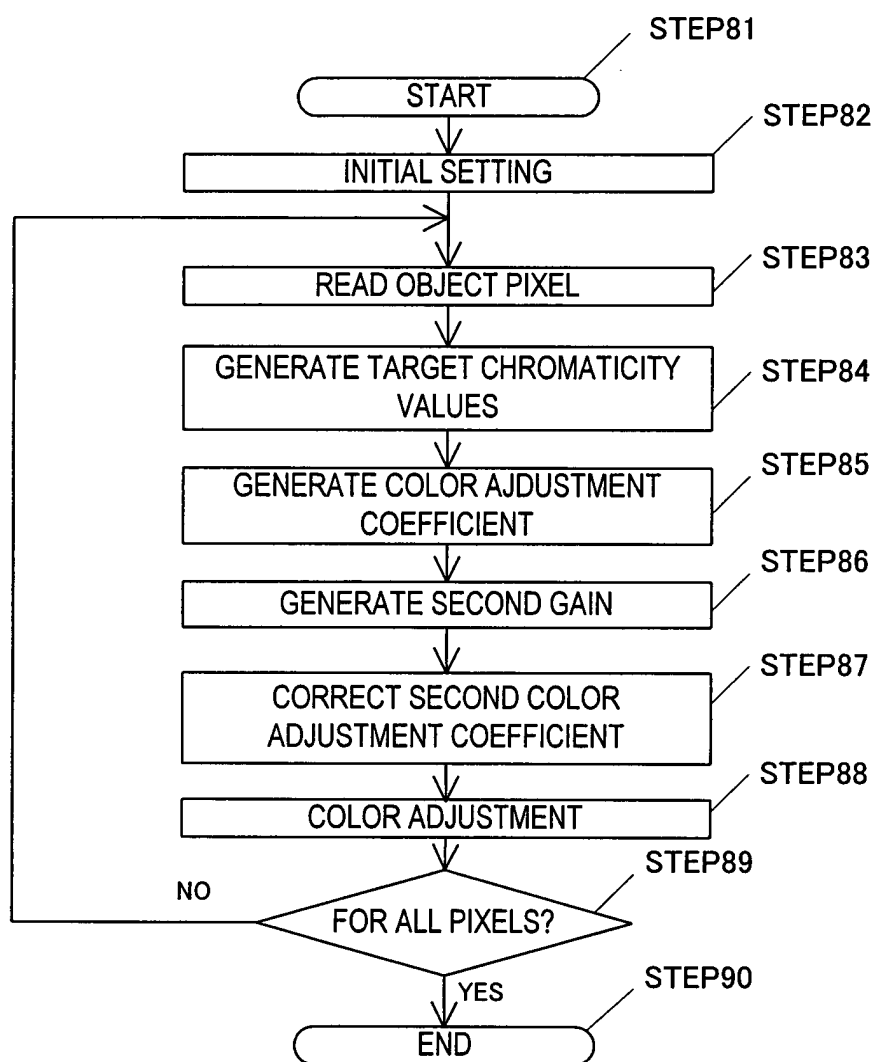 STEP81
START
STEP82
INITIAL SETTING
STEP83
READ OBJECT PIXEL
GENERATE TARGET CHROMATICITY
VALUES
STEP84
GENERATE COLOR AJDUSTMENT
COEFFICIENT
STEP85
STEP86
GENERATE SECOND GAIN
STEP87
CORRECT SECOND COLOR
ADJUSTMENT COEFFICIENT
STEP88
COLOR ADJUSTMENT
STEP89
NO
FOR ALL PIXELS?
STEP90
YES
END